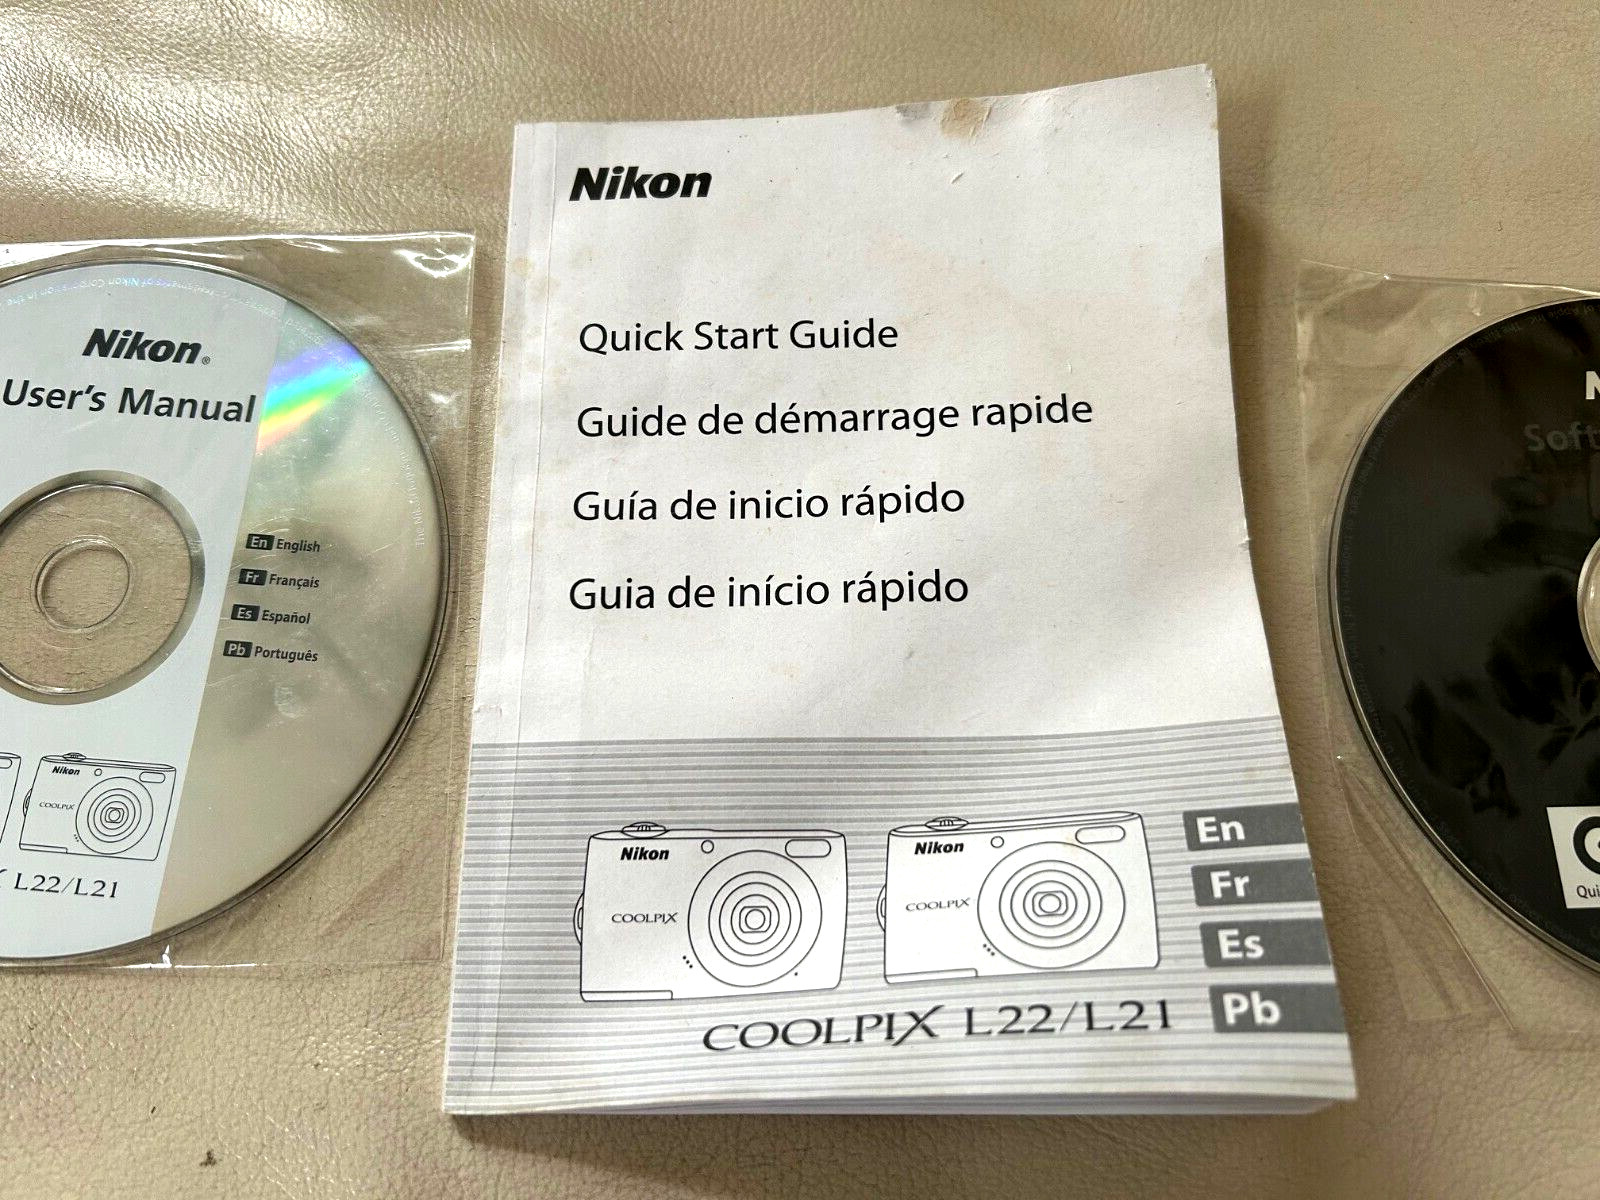 Nikon
User's Manual
En English
Fr Français
Es Español
Pb Português
Nikon
COOLPIX
L22/L21
Nikon
Quick Start Guide
Guide de démarrage rapide
Guía de inicio rápido
Guia de início rápido
Nikon
COOLPIX
Nikon
COOLPIX
COOLPIX L22/L21
En
Fr
Es
Pb